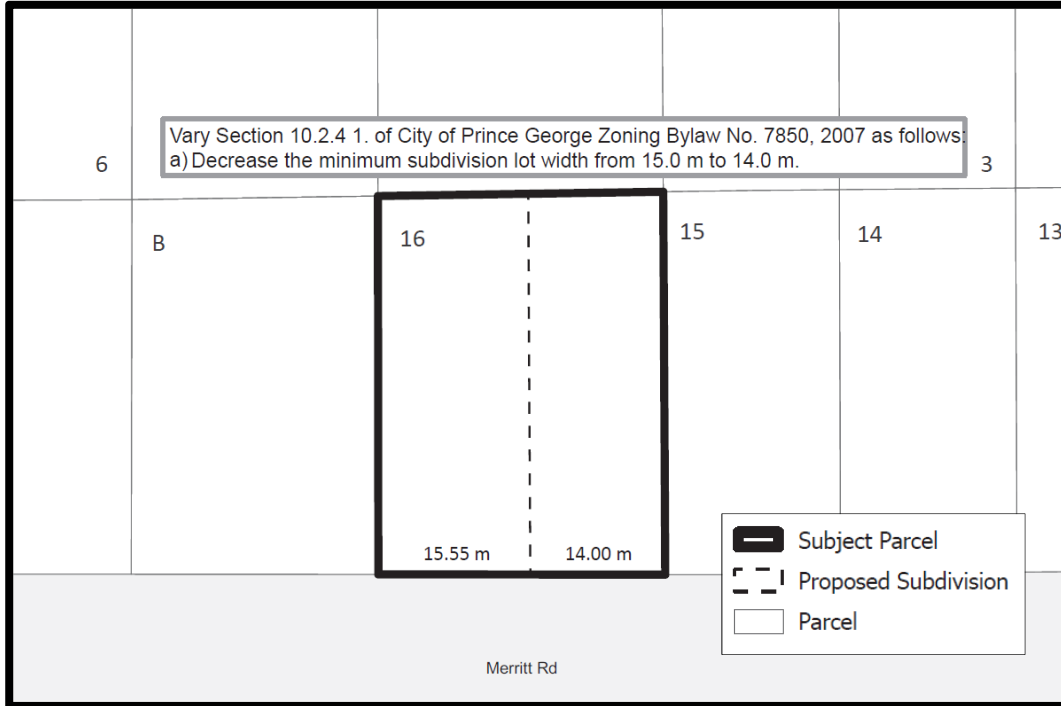 Vary Section 10.2.4 1. of City of Prince George Zoning Bylaw No. 7850, 2007 as follows:
a) Decrease the minimum subdivision lot width from 15.0 m to 14.0 m.
6
3
B
16
15
14
13
15.55 m
14.00 m
Subject Parcel
Proposed Subdivision
Parcel
Merritt Rd